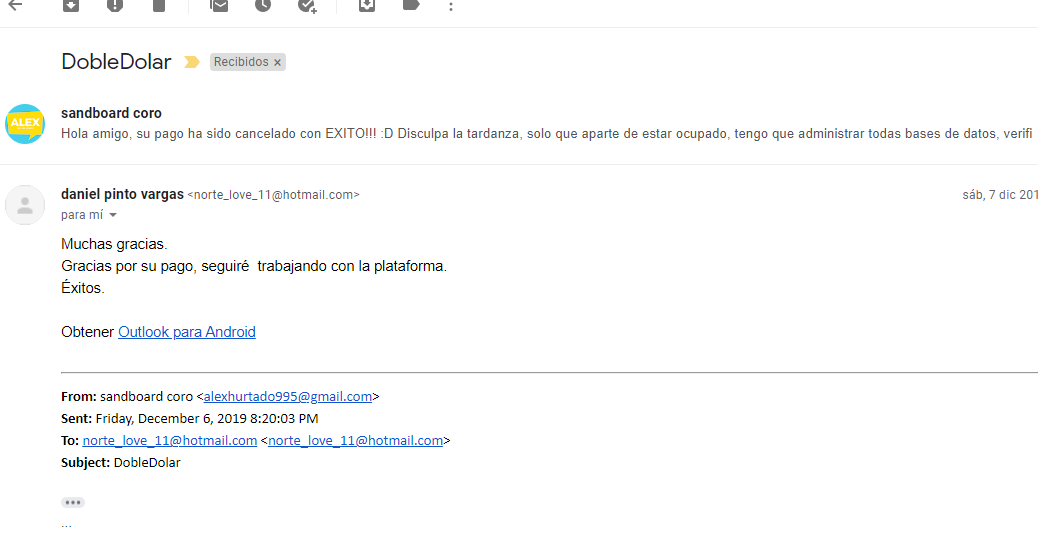 DobleDolar
Recibidos ×
ALEX
sandboard coro
Hola amigo, su pago ha sido cancelado con EXITO!!! :D Disculpa la tardanza, solo que aparte de estar ocupado, tengo que administrar todas bases de datos, verifi
daniel pinto vargas <norte_love_11@hotmail.com>
sáb, 7 dic 201
para mí
Muchas gracias.
Gracias por su pago, seguiré  trabajando con la plataforma.
Éxitos.
Obtener Outlook para Android
From: sandboard coro <alexhurtado995@gmail.com>
Sent: Friday, December 6, 2019 8:20:03 PM
To: norte_love_11@hotmail.com <norte_love_11@hotmail.com>
Subject: DobleDolar
...